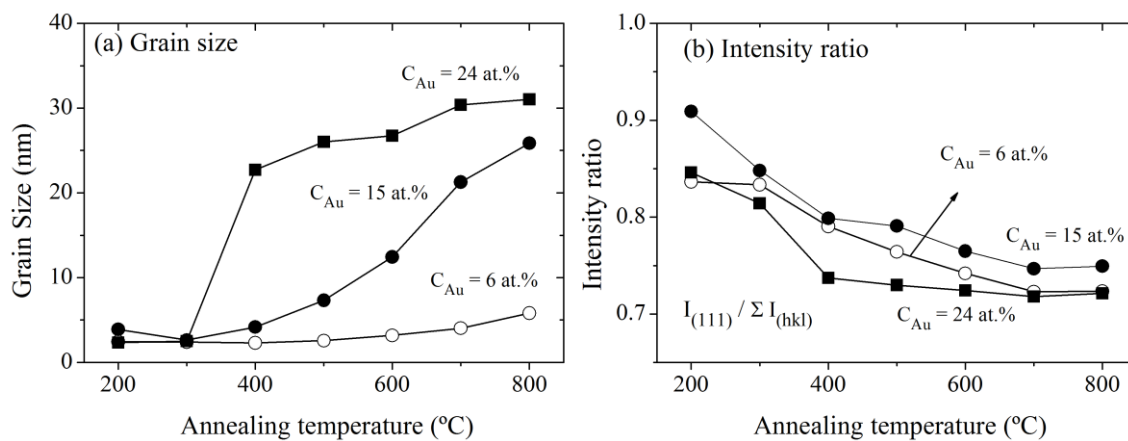 (a) Grain size
40
30
20
10
0
Grain Size (nm)
C_Au = 24 at.%
C_Au = 15 at.%
C_Au = 6 at.%
200 300 400 500 600 700 800
Annealing temperature (ºC)
(b) Intensity ratio
1.0
0.9
0.8
0.7
Intensity ratio
C_Au = 6 at.%
C_Au = 15 at.%
I_(111) / Σ I_(hkl)
C_Au = 24 at.%
200 300 400 500 600 700 800
Annealing temperature (ºC)